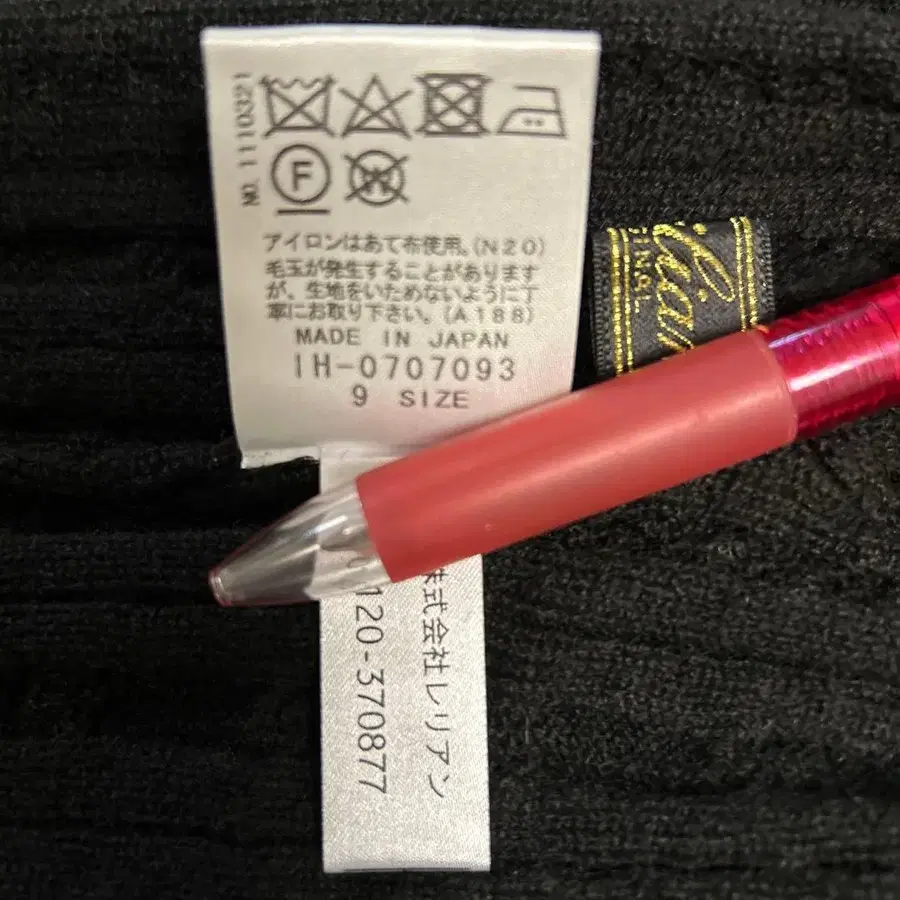 NO. 1110321
F
W
アイロンはあて布使用。(N20)
毛玉が発生することがあります
が、生地をいためないように丁
寧にお取り下さい。(A188)
MADE IN JAPAN
IH-0707093
9 SIZE
株式会社レリアン
120-370877